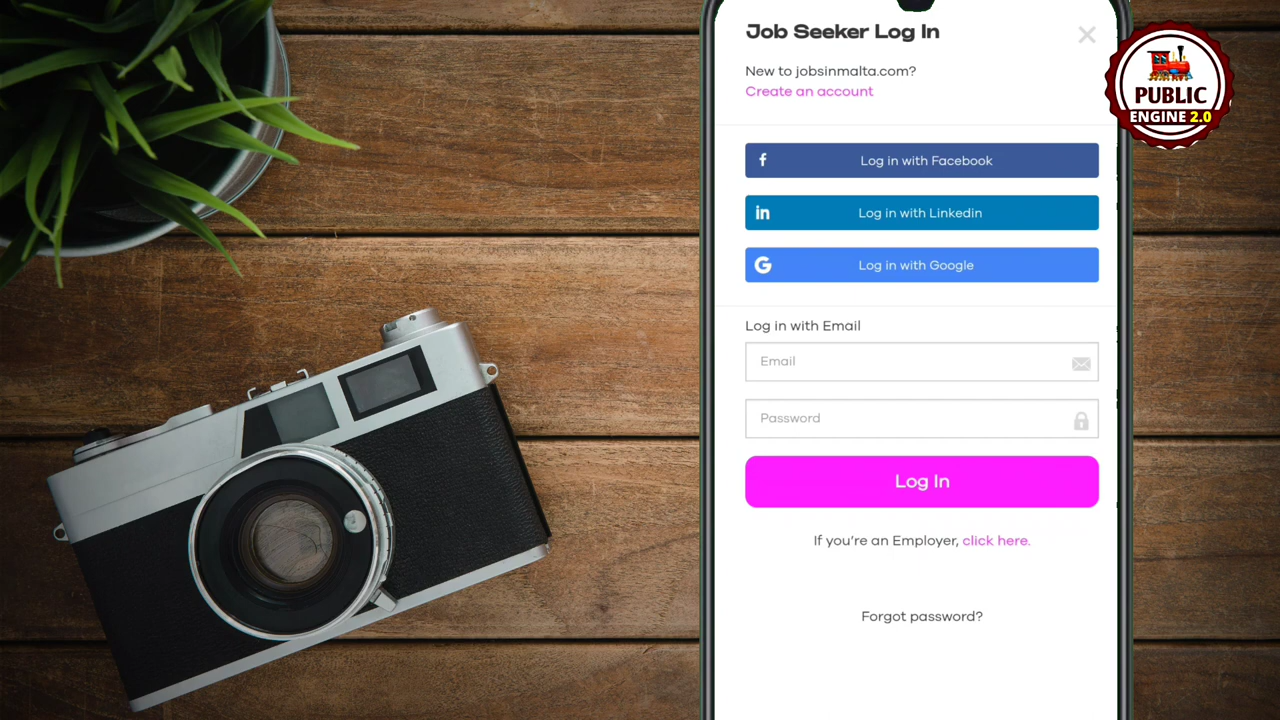 Job Seeker Log In
New to jobsinmalta.com?
Create an account
Log in with Facebook
in Log in with Linkedin
G Log in with Google
Log in with Email
Email
Password
Log In
If you're an Employer, click here.
Forgot password?
PUBLIC
ENGINE 2.0